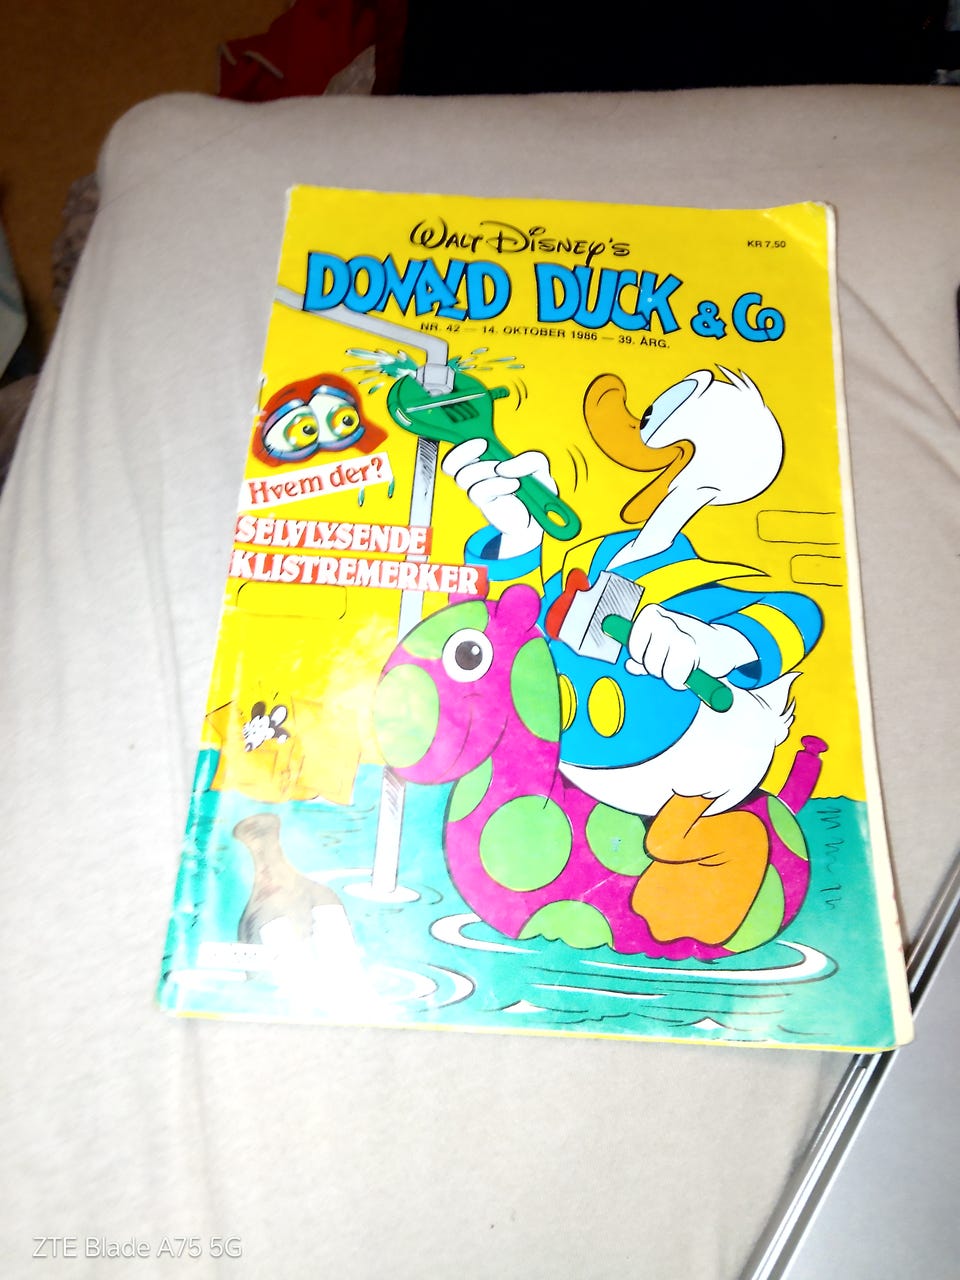 Walt Disney's
KR 7,50
DONALD DUCK & Co
NR. 42 — 14. OKTOBER 1986 — 39. ÅRG.
Hvem der?
SELVLYSENDE
KLISTREMERKER
ZTE Blade A75 5G